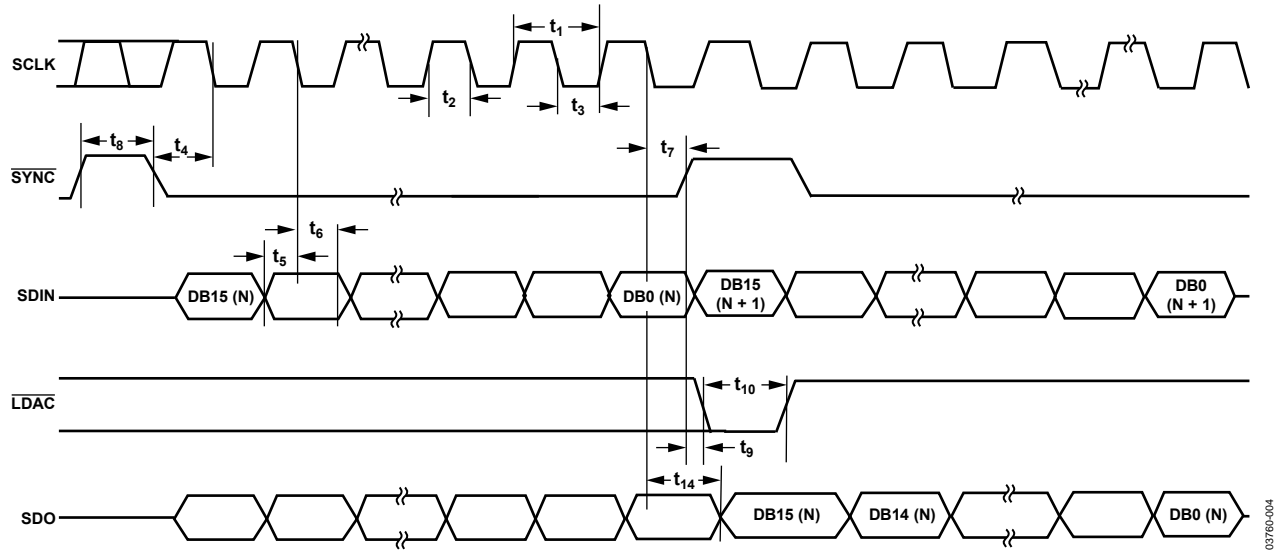 t1
SCLK
t2
t3
t8
t4
t7
SYNC
t6
t5
SDIN
DB15 (N)
DB0 (N)
DB15
(N + 1)
DB0
(N + 1)
t10
LDAC
t9
t14
SDO
DB15 (N)
DB14 (N)
DB0 (N)
03760-004